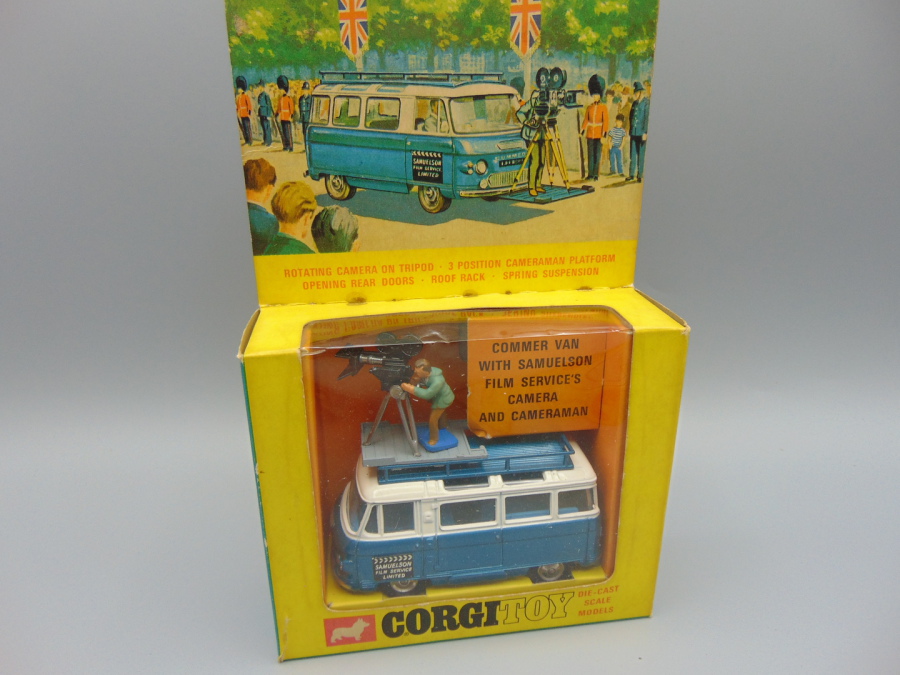 SAMUELSON
FILM SERVICE
LIMITED
COMMER
ROTATING CAMERA ON TRIPOD · 3 POSITION CAMERAMAN PLATFORM
OPENING REAR DOORS · ROOF RACK · SPRING SUSPENSION
COMMER VAN
WITH SAMUELSON
FILM SERVICE'S
CAMERA
AND CAMERAMAN
SAMUELSON
FILM SERVICE
LIMITED
CORGI TOY
DIE-CAST
SCALE
MODELS